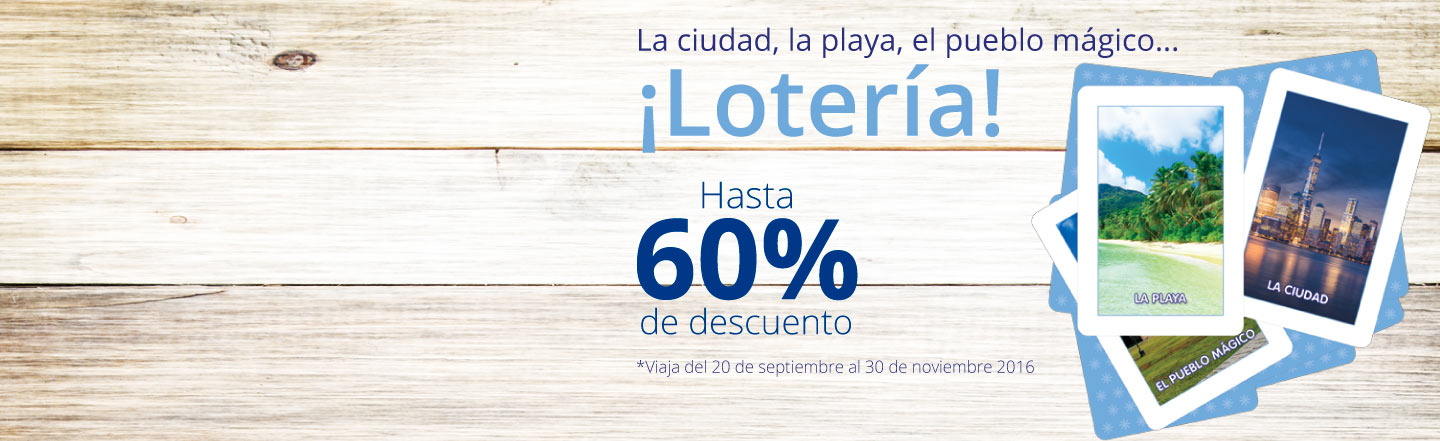 La ciudad, la playa, el pueblo mágico...
¡Lotería!
Hasta
60%
de descuento
*Viaja del 20 de septiembre al 30 de noviembre 2016
LA PLAYA
LA CIUDAD
EL PUEBLO MÁGICO